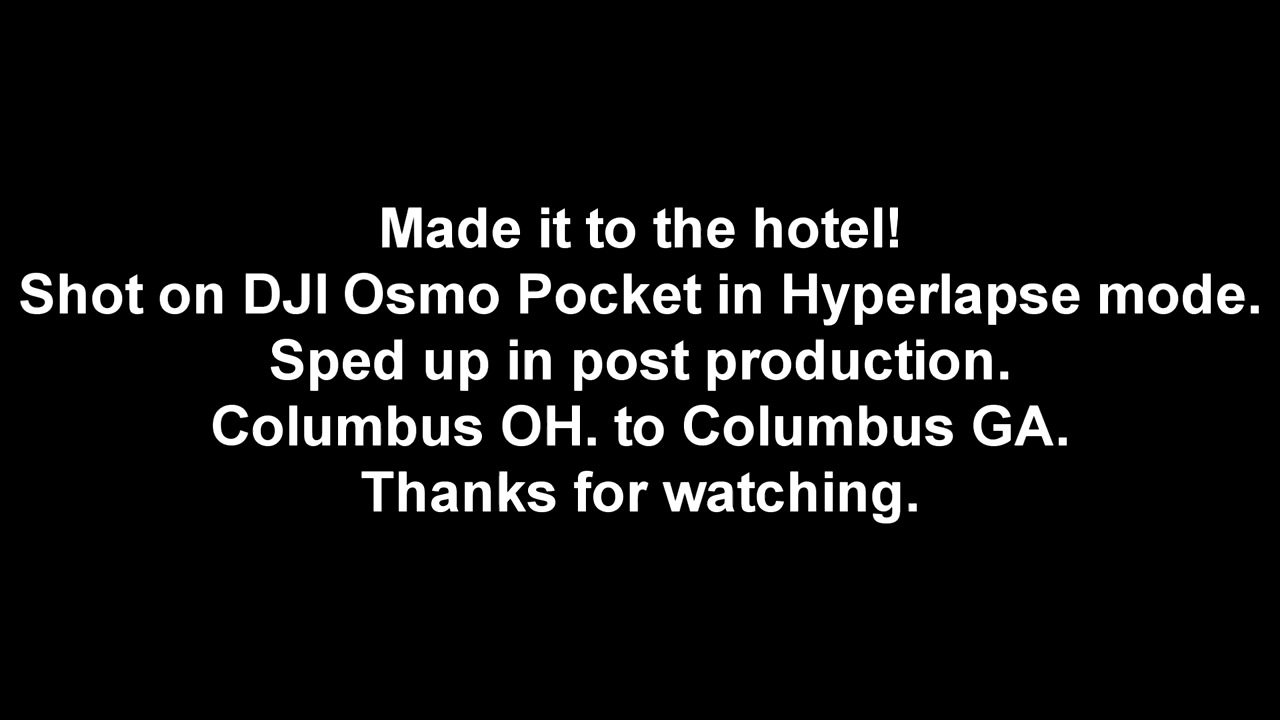 Made it to the hotel!
Shot on DJI Osmo Pocket in Hyperlapse mode.
Sped up in post production.
Columbus OH. to Columbus GA.
Thanks for watching.